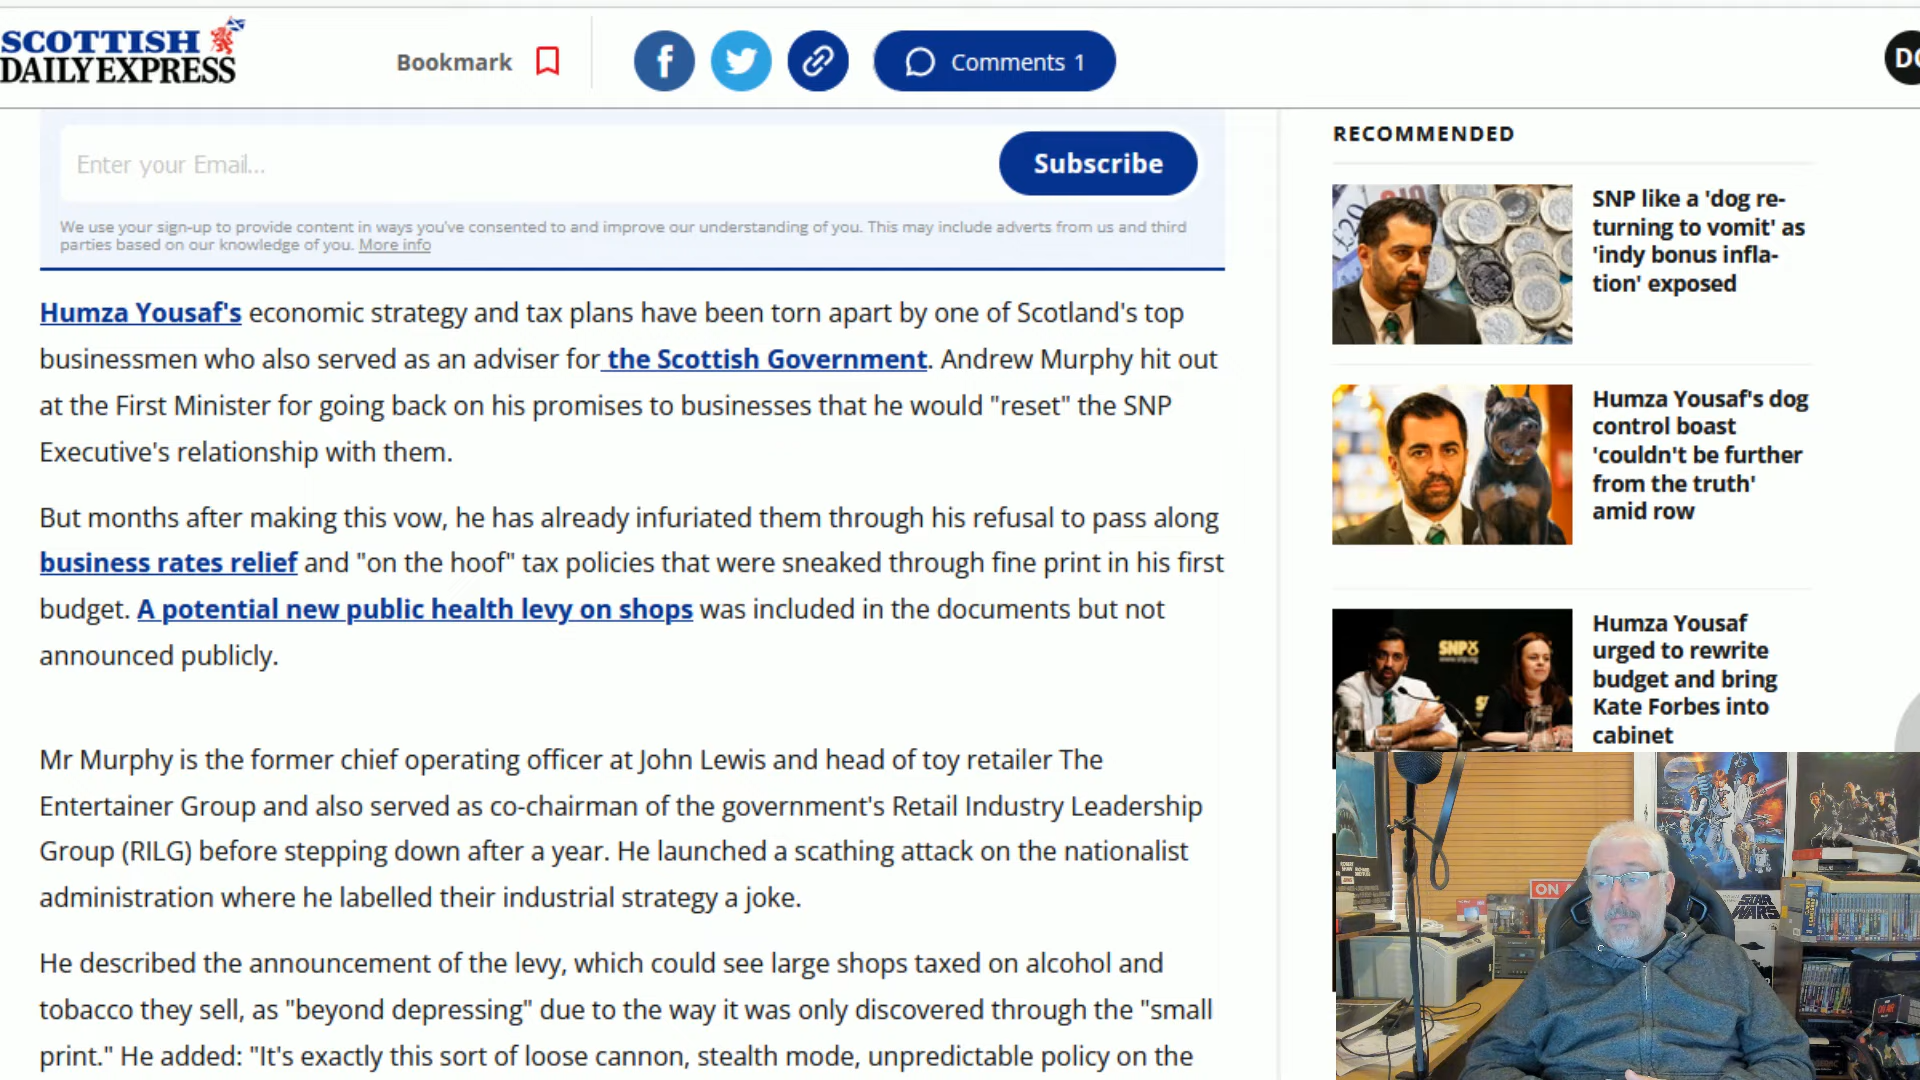 SCOTTISH
DAILY EXPRESS
Bookmark
Comments 1
DC
Enter your Email...
Subscribe
We use your sign-up to provide content in ways you've consented to and improve our understanding of you. This may include adverts from us and third
parties based on our knowledge of you. More info
Humza Yousaf's economic strategy and tax plans have been torn apart by one of Scotland's top
businessmen who also served as an adviser for the Scottish Government. Andrew Murphy hit out
at the First Minister for going back on his promises to businesses that he would "reset" the SNP
Executive's relationship with them.
But months after making this vow, he has already infuriated them through his refusal to pass along
business rates relief and "on the hoof" tax policies that were sneaked through fine print in his first
budget. A potential new public health levy on shops was included in the documents but not
announced publicly.
Mr Murphy is the former chief operating officer at John Lewis and head of toy retailer The
Entertainer Group and also served as co-chairman of the government's Retail Industry Leadership
Group (RILG) before stepping down after a year. He launched a scathing attack on the nationalist
administration where he labelled their industrial strategy a joke.
He described the announcement of the levy, which could see large shops taxed on alcohol and
tobacco they sell, as "beyond depressing" due to the way it was only discovered through the "small
print." He added: "It's exactly this sort of loose cannon, stealth mode, unpredictable policy on the
RECOMMENDED
£20
SNP like a 'dog re-
turning to vomit' as
'indy bonus infla-
tion' exposed
Humza Yousaf's dog
control boast
'couldn't be further
from the truth'
amid row
SNP
Humza Yousaf
urged to rewrite
budget and bring
Kate Forbes into
cabinet
ON A
STAR
WARS